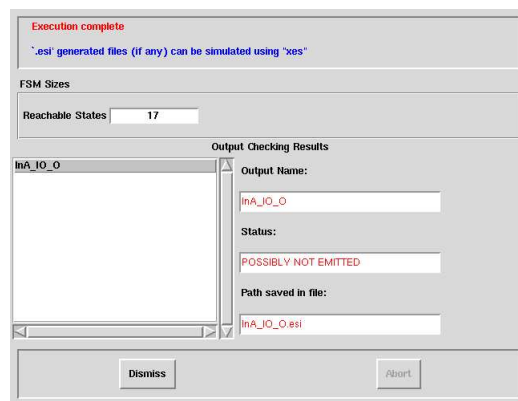 Execution complete
`.esi' generated files (if any) can be simulated using "xes"
FSM Sizes
Reachable States 17
Output Checking Results
InA_IO_O
Output Name:
InA_IO_O
Status:
POSSIBLY NOT EMITTED
Path saved in file:
InA_IO_O.esi
Dismiss
Abort